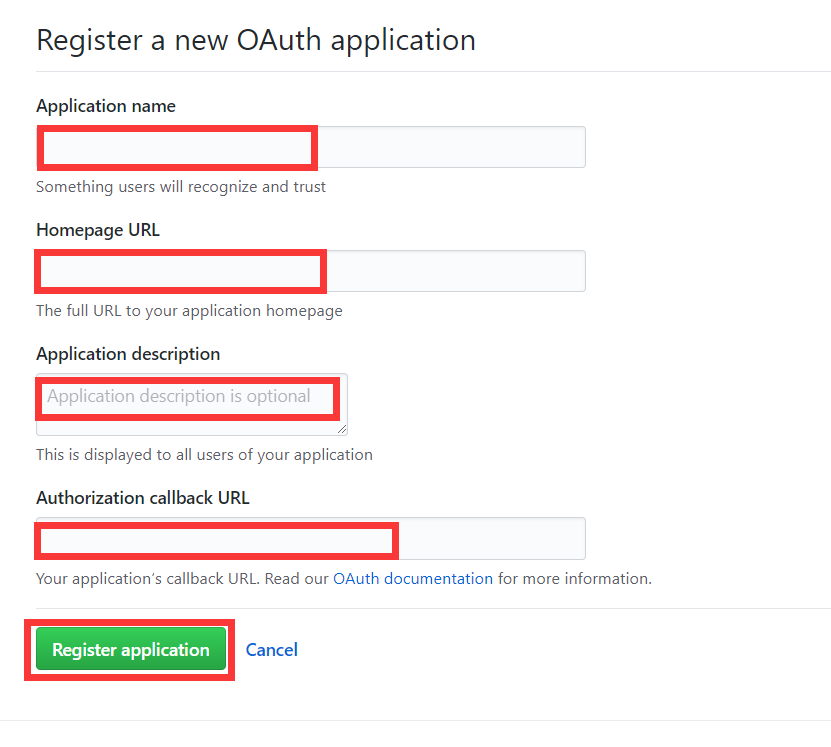 Register a new OAuth application
Application name
Something users will recognize and trust
Homepage URL
The full URL to your application homepage
Application description
Application description is optional
This is displayed to all users of your application
Authorization callback URL
Your application’s callback URL. Read our OAuth documentation for more information.
Register application Cancel